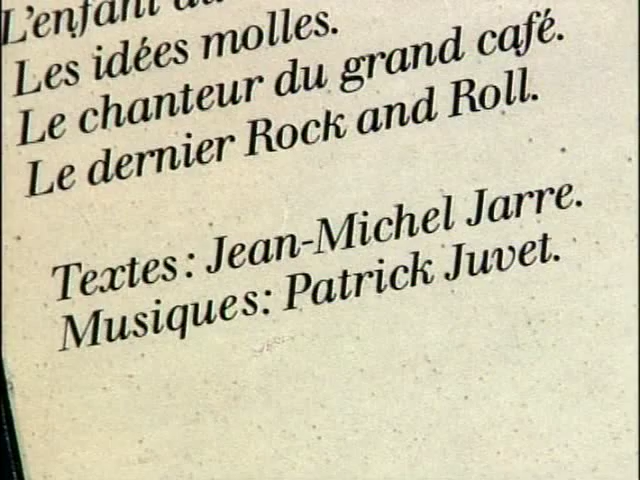 L'enfant
Les idées molles.
Le chanteur du grand café.
Le dernier Rock and Roll.
Textes: Jean-Michel Jarre.
Musiques: Patrick Juvet.